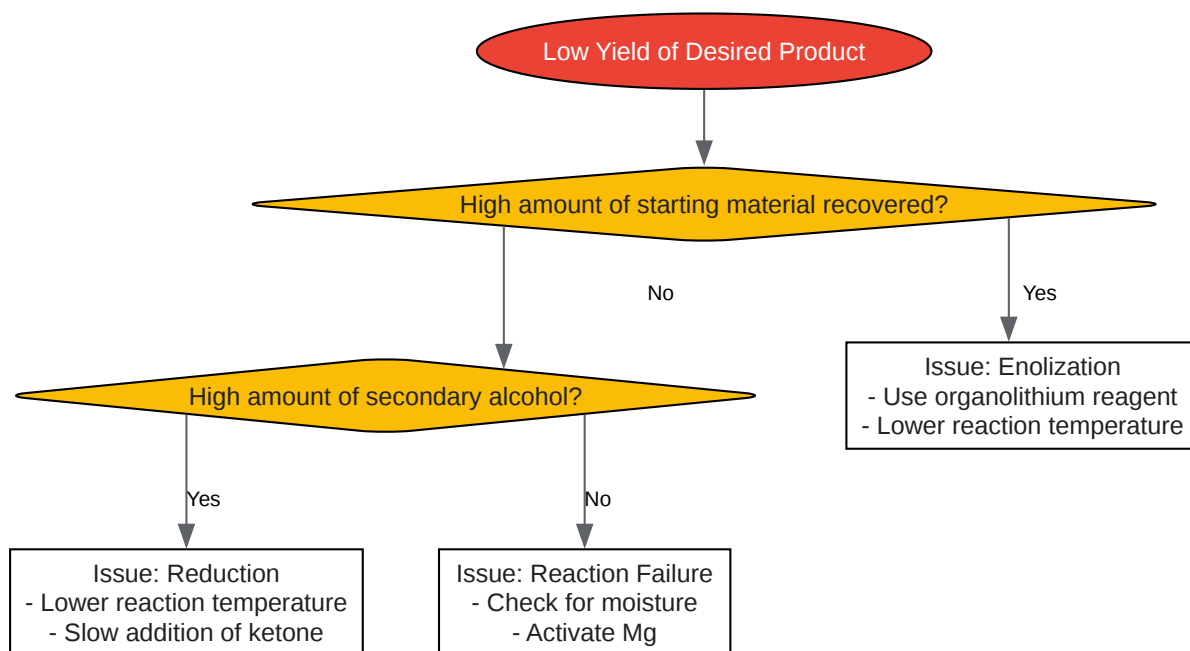 Low Yield of Desired Product
High amount of starting material recovered?
No
Yes
Issue: Enolization
- Use organolithium reagent
- Lower reaction temperature
High amount of secondary alcohol?
Yes
No
Issue: Reduction
- Lower reaction temperature
- Slow addition of ketone
Issue: Reaction Failure
- Check for moisture
- Activate Mg